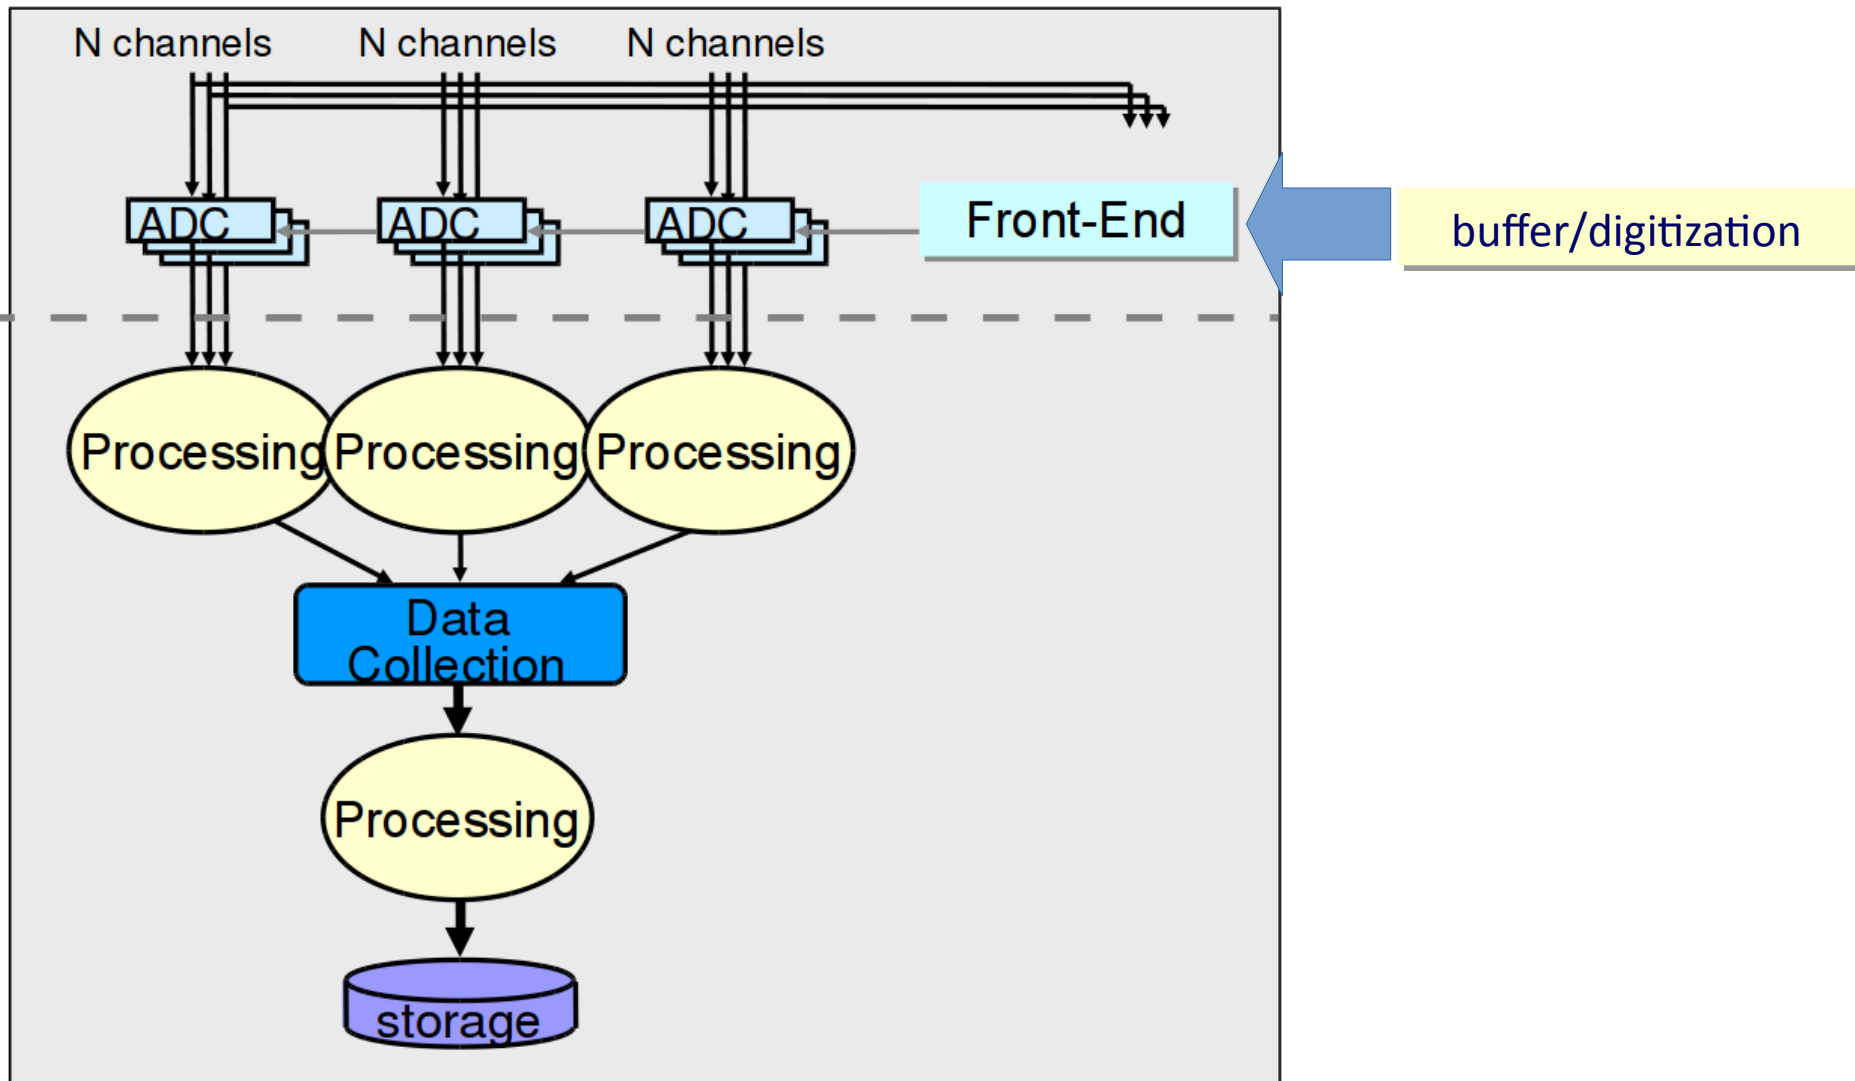 N channels N channels N channels
ADC ADC ADC Front-End
buffer/digitization
Processing Processing Processing
Data
Collection
Processing
storage